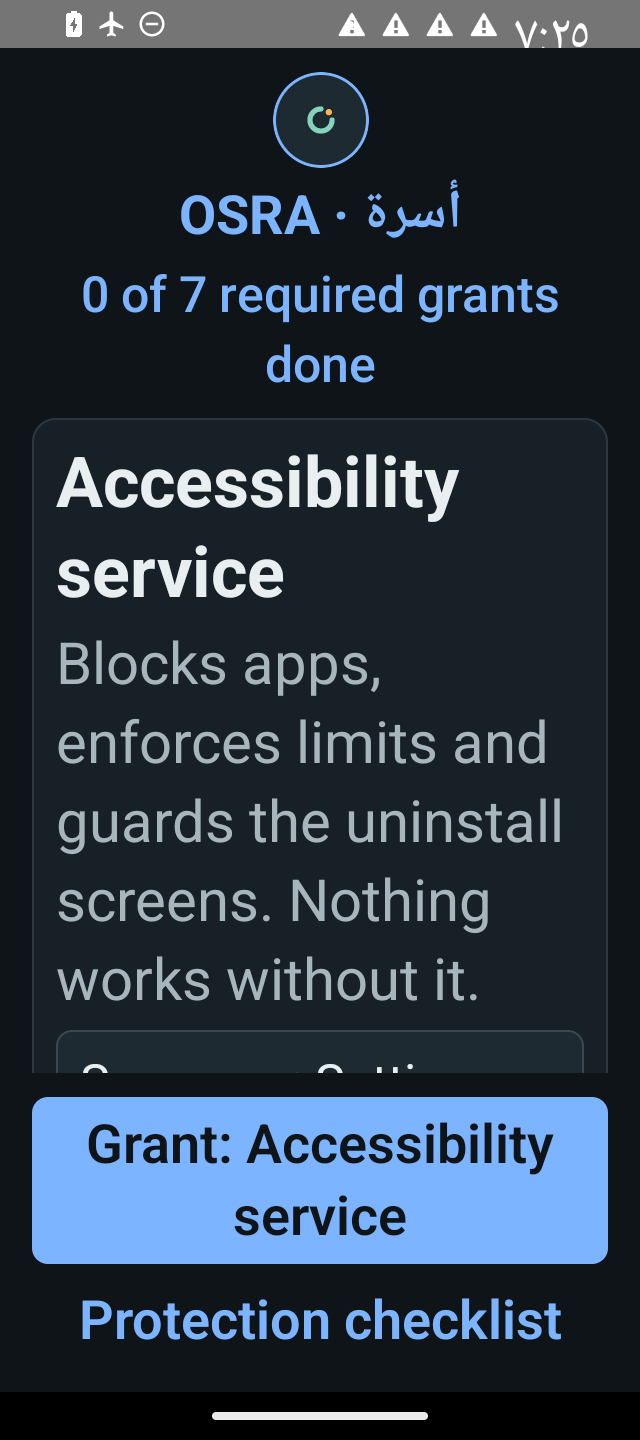 ٧:٢٥
OSRA · أسرة
0 of 7 required grants
done
Accessibility
service
Blocks apps,
enforces limits and
guards the uninstall
screens. Nothing
works without it.
Grant: Accessibility
service
Protection checklist